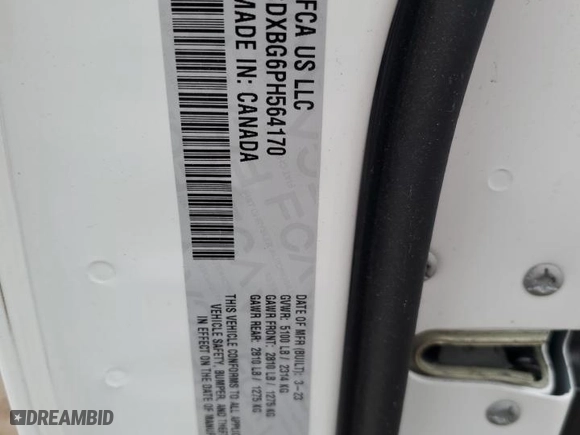 FCA US LLC
DXBG6PH564170
MADE IN: CANADA
DATE OF MFR (BUILT): 3-23
GVWR: 5100 LB / 2314 KG
GAWR FRONT: 2810 LB / 1275 KG
GAWR REAR: 2810 LB / 1275 KG
THIS VEHICLE CONFORMS TO ALL
VEHICLE SAFETY, BUMPER, AND THEFT
IN EFFECT ON THE DATE OF
DREAMBID